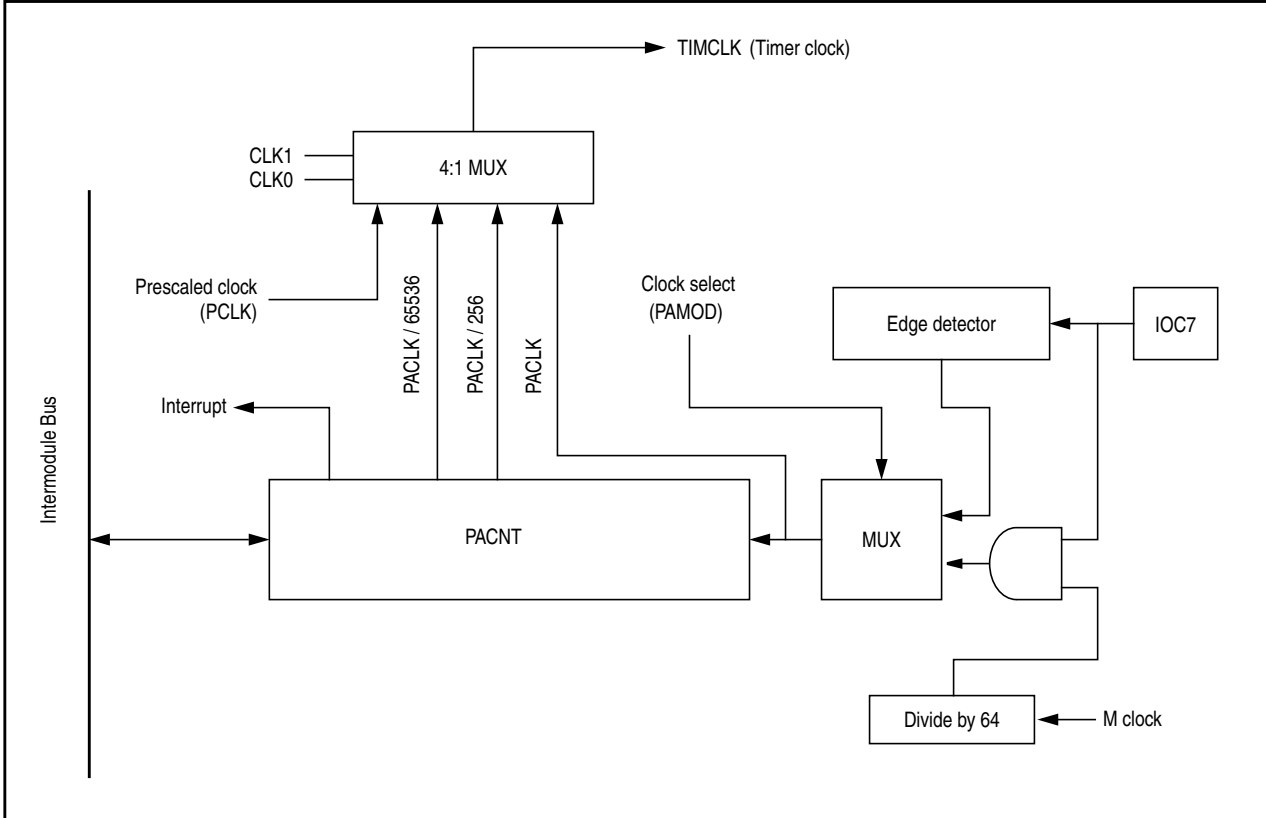 TIMCLK (Timer clock)
CLK1
CLK0
4:1 MUX
Prescaled clock
(PCLK)
PACLK / 65536
PACLK / 256
PACLK
Clock select
(PAMOD)
Edge detector
IOC7
Interrupt
Intermodule Bus
PACNT
MUX
Divide by 64
M clock